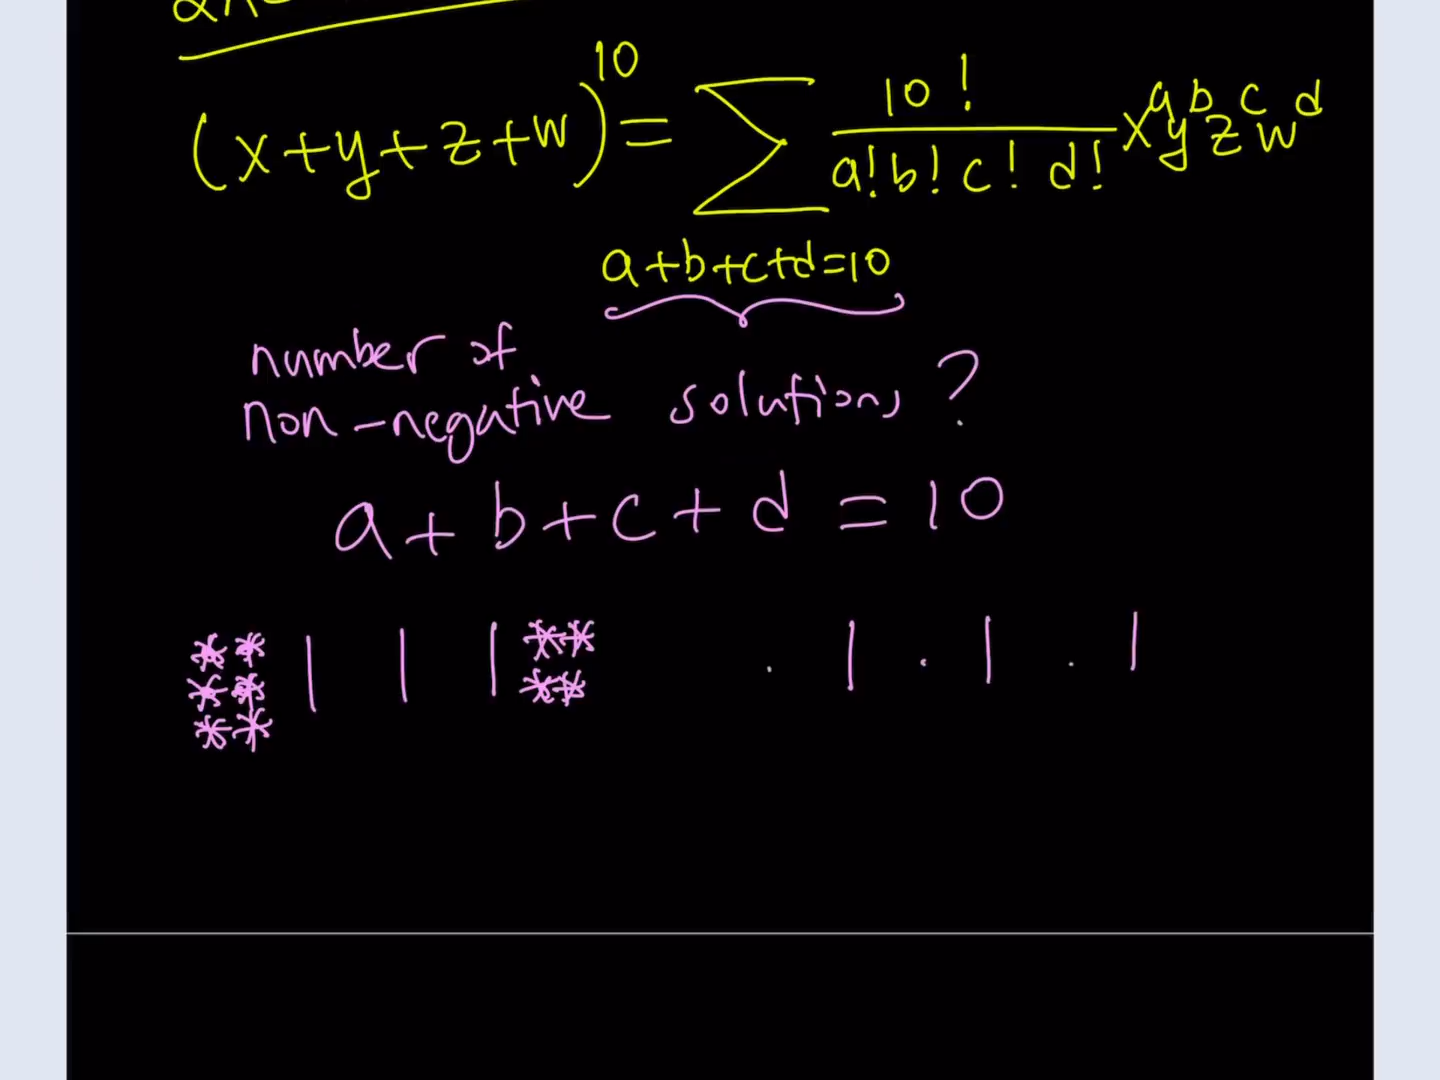 (x+y+z+w)^10 = ∑ 10!/(a!b!c!d!) x^a y^b z^c w^d
a+b+c+d=10
number of
non-negative solutions?
a+b+c+d=10
** | | | ** . | . | . |
** **
**